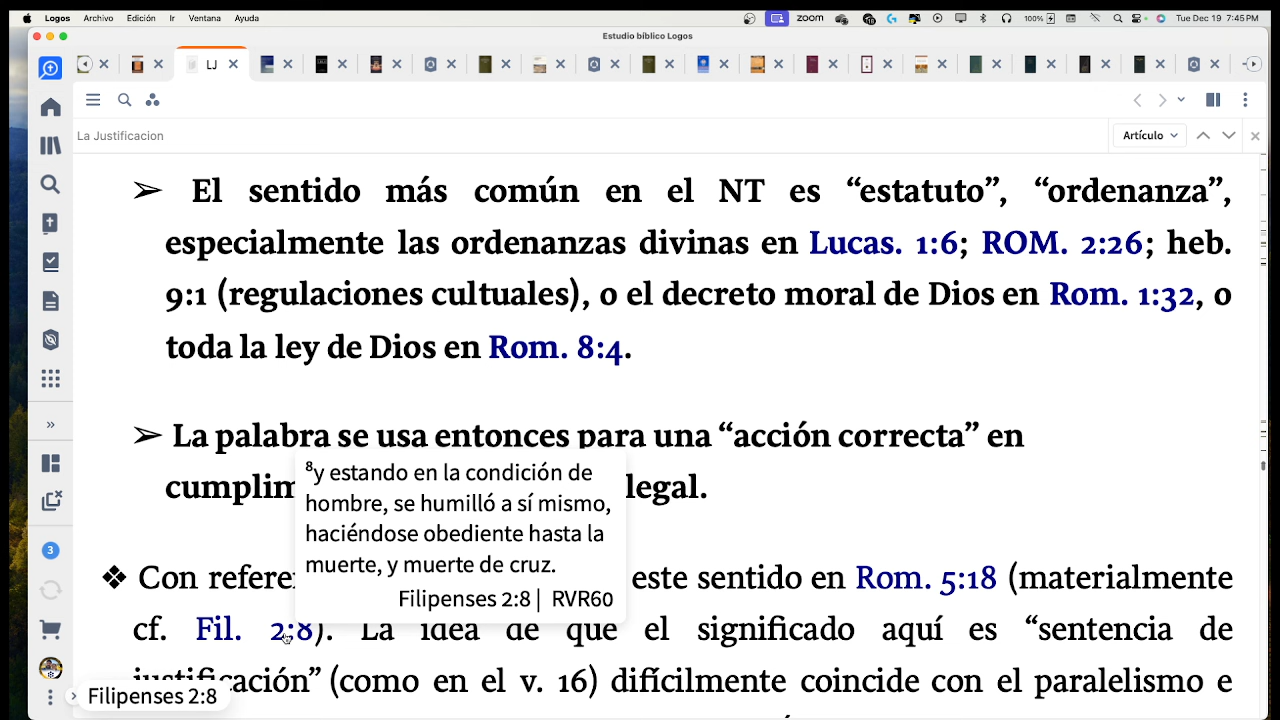 Logos Archivo Edición Ir Ventana Ayuda zoom 100% Tue Dec 19 7:45 PM
Estudio bíblico Logos
LJ
La Justificacion Artículo
➢ El sentido más común en el NT es “estatuto”, “ordenanza”,
especialmente las ordenanzas divinas en Lucas. 1:6; ROM. 2:26; heb.
9:1 (regulaciones cultuales), o el decreto moral de Dios en Rom. 1:32, o
toda la ley de Dios en Rom. 8:4.
➢ La palabra se usa entonces para una “acción correcta” en
cumplim legal.
8y estando en la condición de
hombre, se humilló a sí mismo,
haciéndose obediente hasta la
muerte, y muerte de cruz.
Filipenses 2:8 | RVR60
❖ Con referen este sentido en Rom. 5:18 (materialmente
cf. Fil. 2:8). La idea de que el significado aquí es “sentencia de
justificación” (como en el v. 16) difícilmente coincide con el paralelismo e
3
Filipenses 2:8